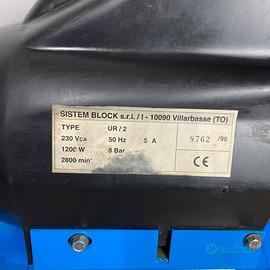 SISTEM BLOCK s.r.l. / I - 10090 Villarbasse (TO)
TYPE UR / 2
230 VCA 50 Hz 5 A
8762 /96
1200 W 8 Bar
2800 min⁻¹
CE
subito